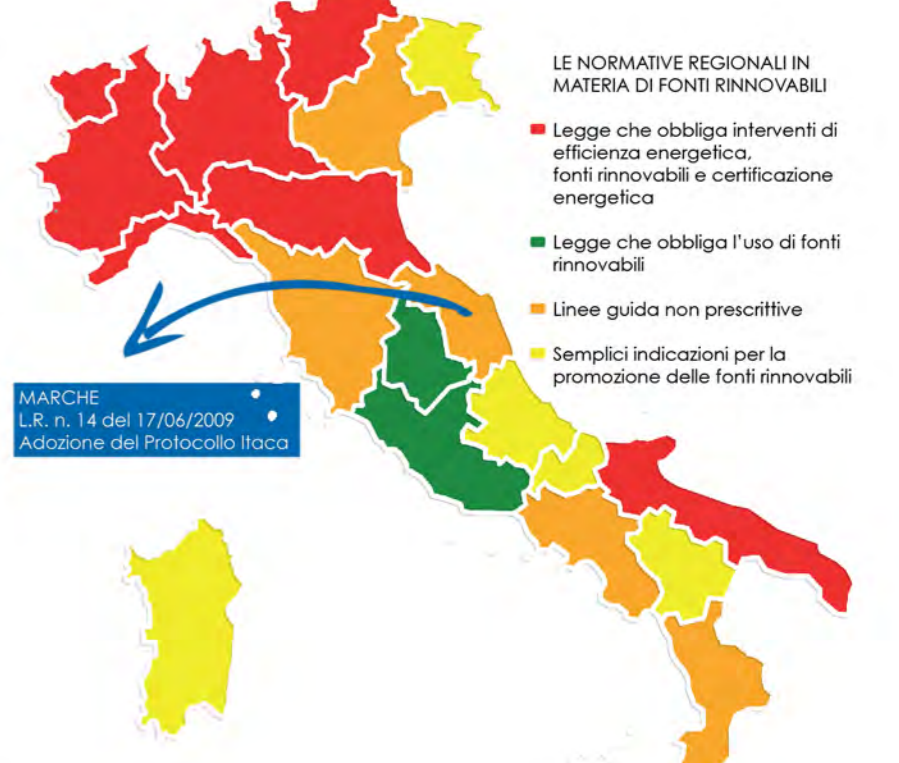 LE NORMATIVE REGIONALI IN
MATERIA DI FONTI RINNOVABILI
Legge che obbliga interventi di
efficienza energetica,
fonti rinnovabili e certificazione
energetica
Legge che obbliga l'uso di fonti
rinnovabili
Linee guida non prescrittive
Semplici indicazioni per la
promozione delle fonti rinnovabili
MARCHE
L.R. n. 14 del 17/06/2009
Adozione del Protocollo Itaca